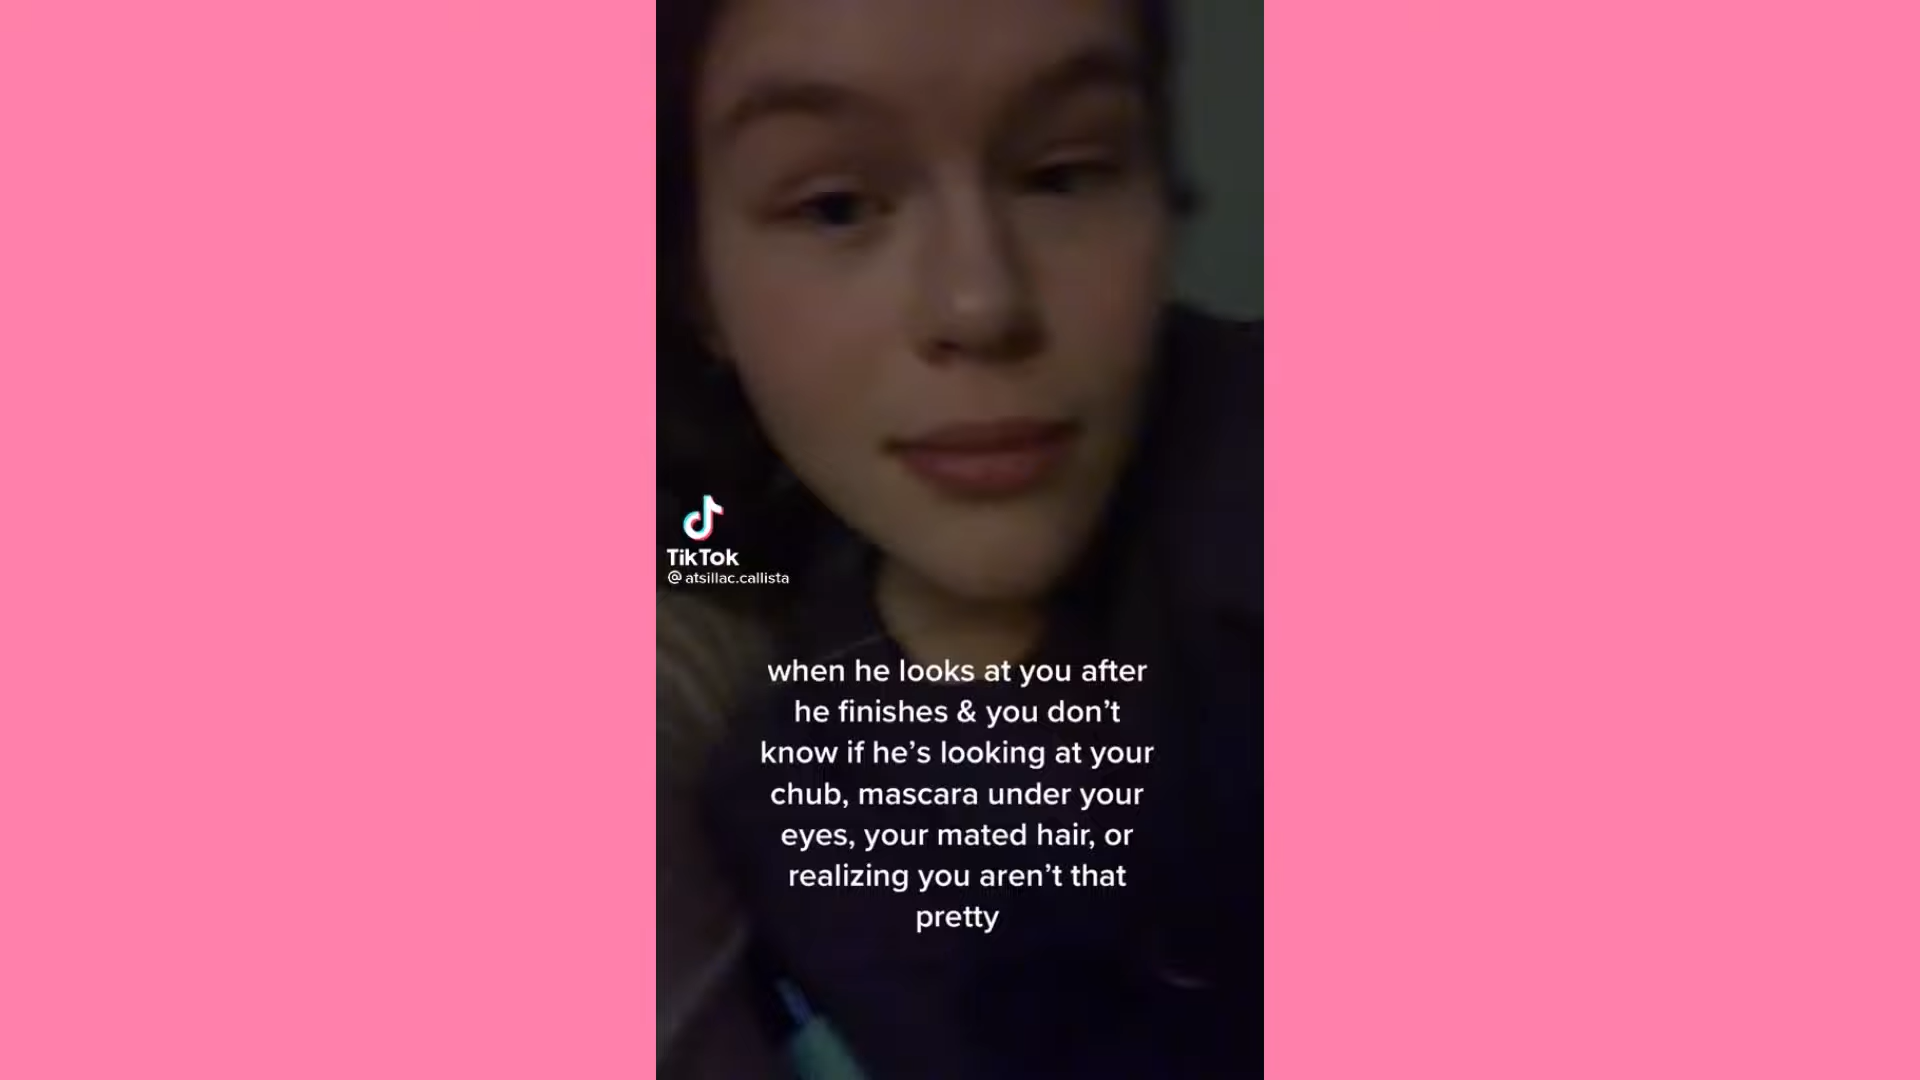 TikTok
@ atsillac.callista
when he looks at you after
he finishes & you don't
know if he's looking at your
chub, mascara under your
eyes, your mated hair, or
realizing you aren't that
pretty